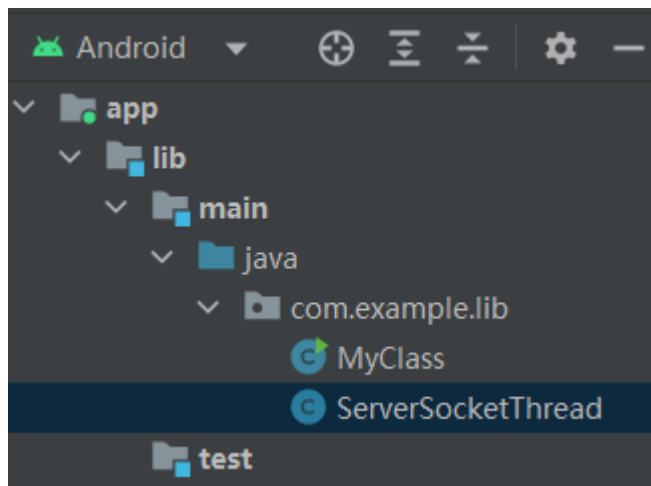 Android
app
lib
main
java
com.example.lib
C MyClass
C ServerSocketThread
test